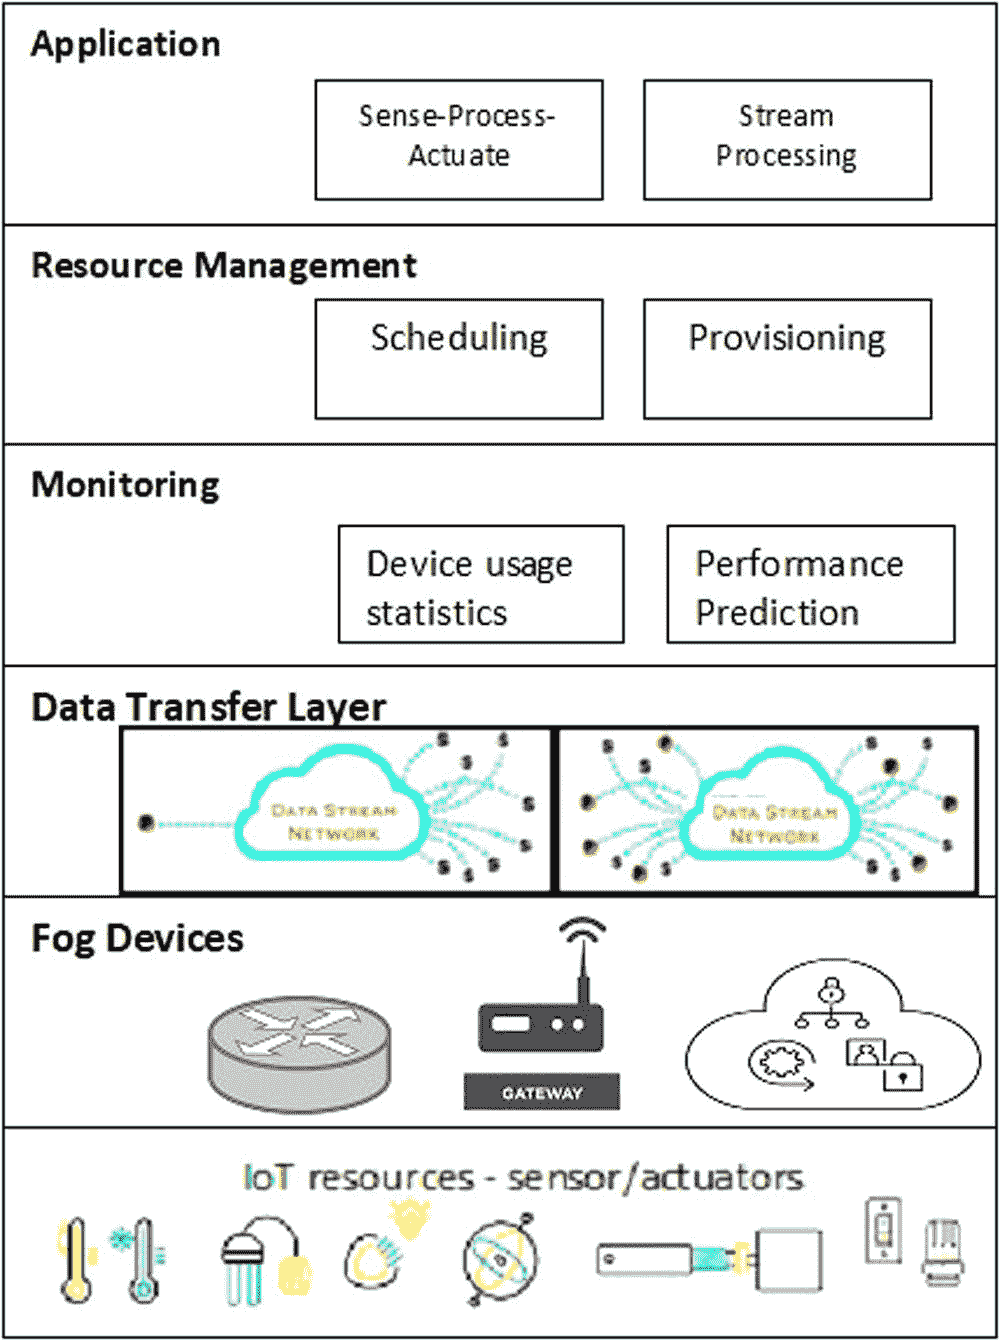 Application
Sense-Process-
Actuate
Stream
Processing
Resource Management
Scheduling
Provisioning
Monitoring
Device usage
statistics
Performance
Prediction
Data Transfer Layer
S
S
S
S
S
S
S
S
DATA STREAM
NETWORK
S
S
S
S
S
S
S
S
S
S
DATA STREAM
NETWORK
Fog Devices
GATEWAY
IoT resources - sensor/actuators